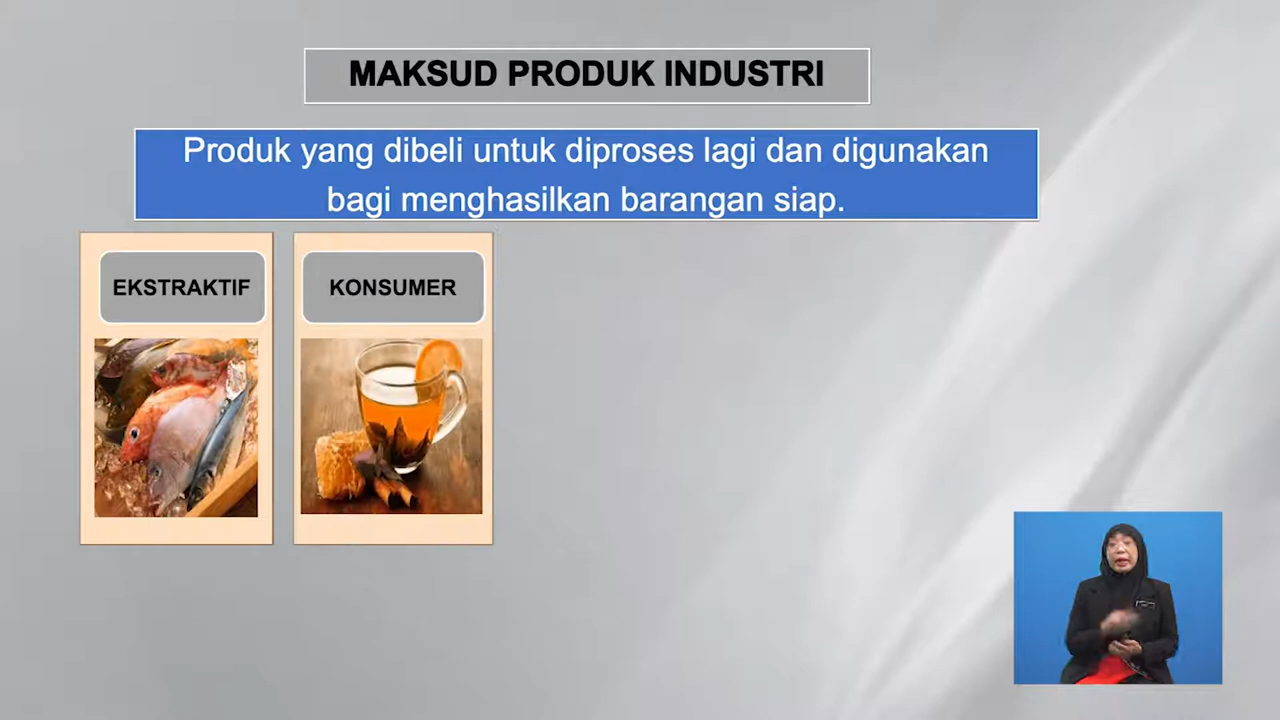 MAKSUD PRODUK INDUSTRI
Produk yang dibeli untuk diproses lagi dan digunakan
bagi menghasilkan barangan siap.
EKSTRAKTIF
KONSUMER